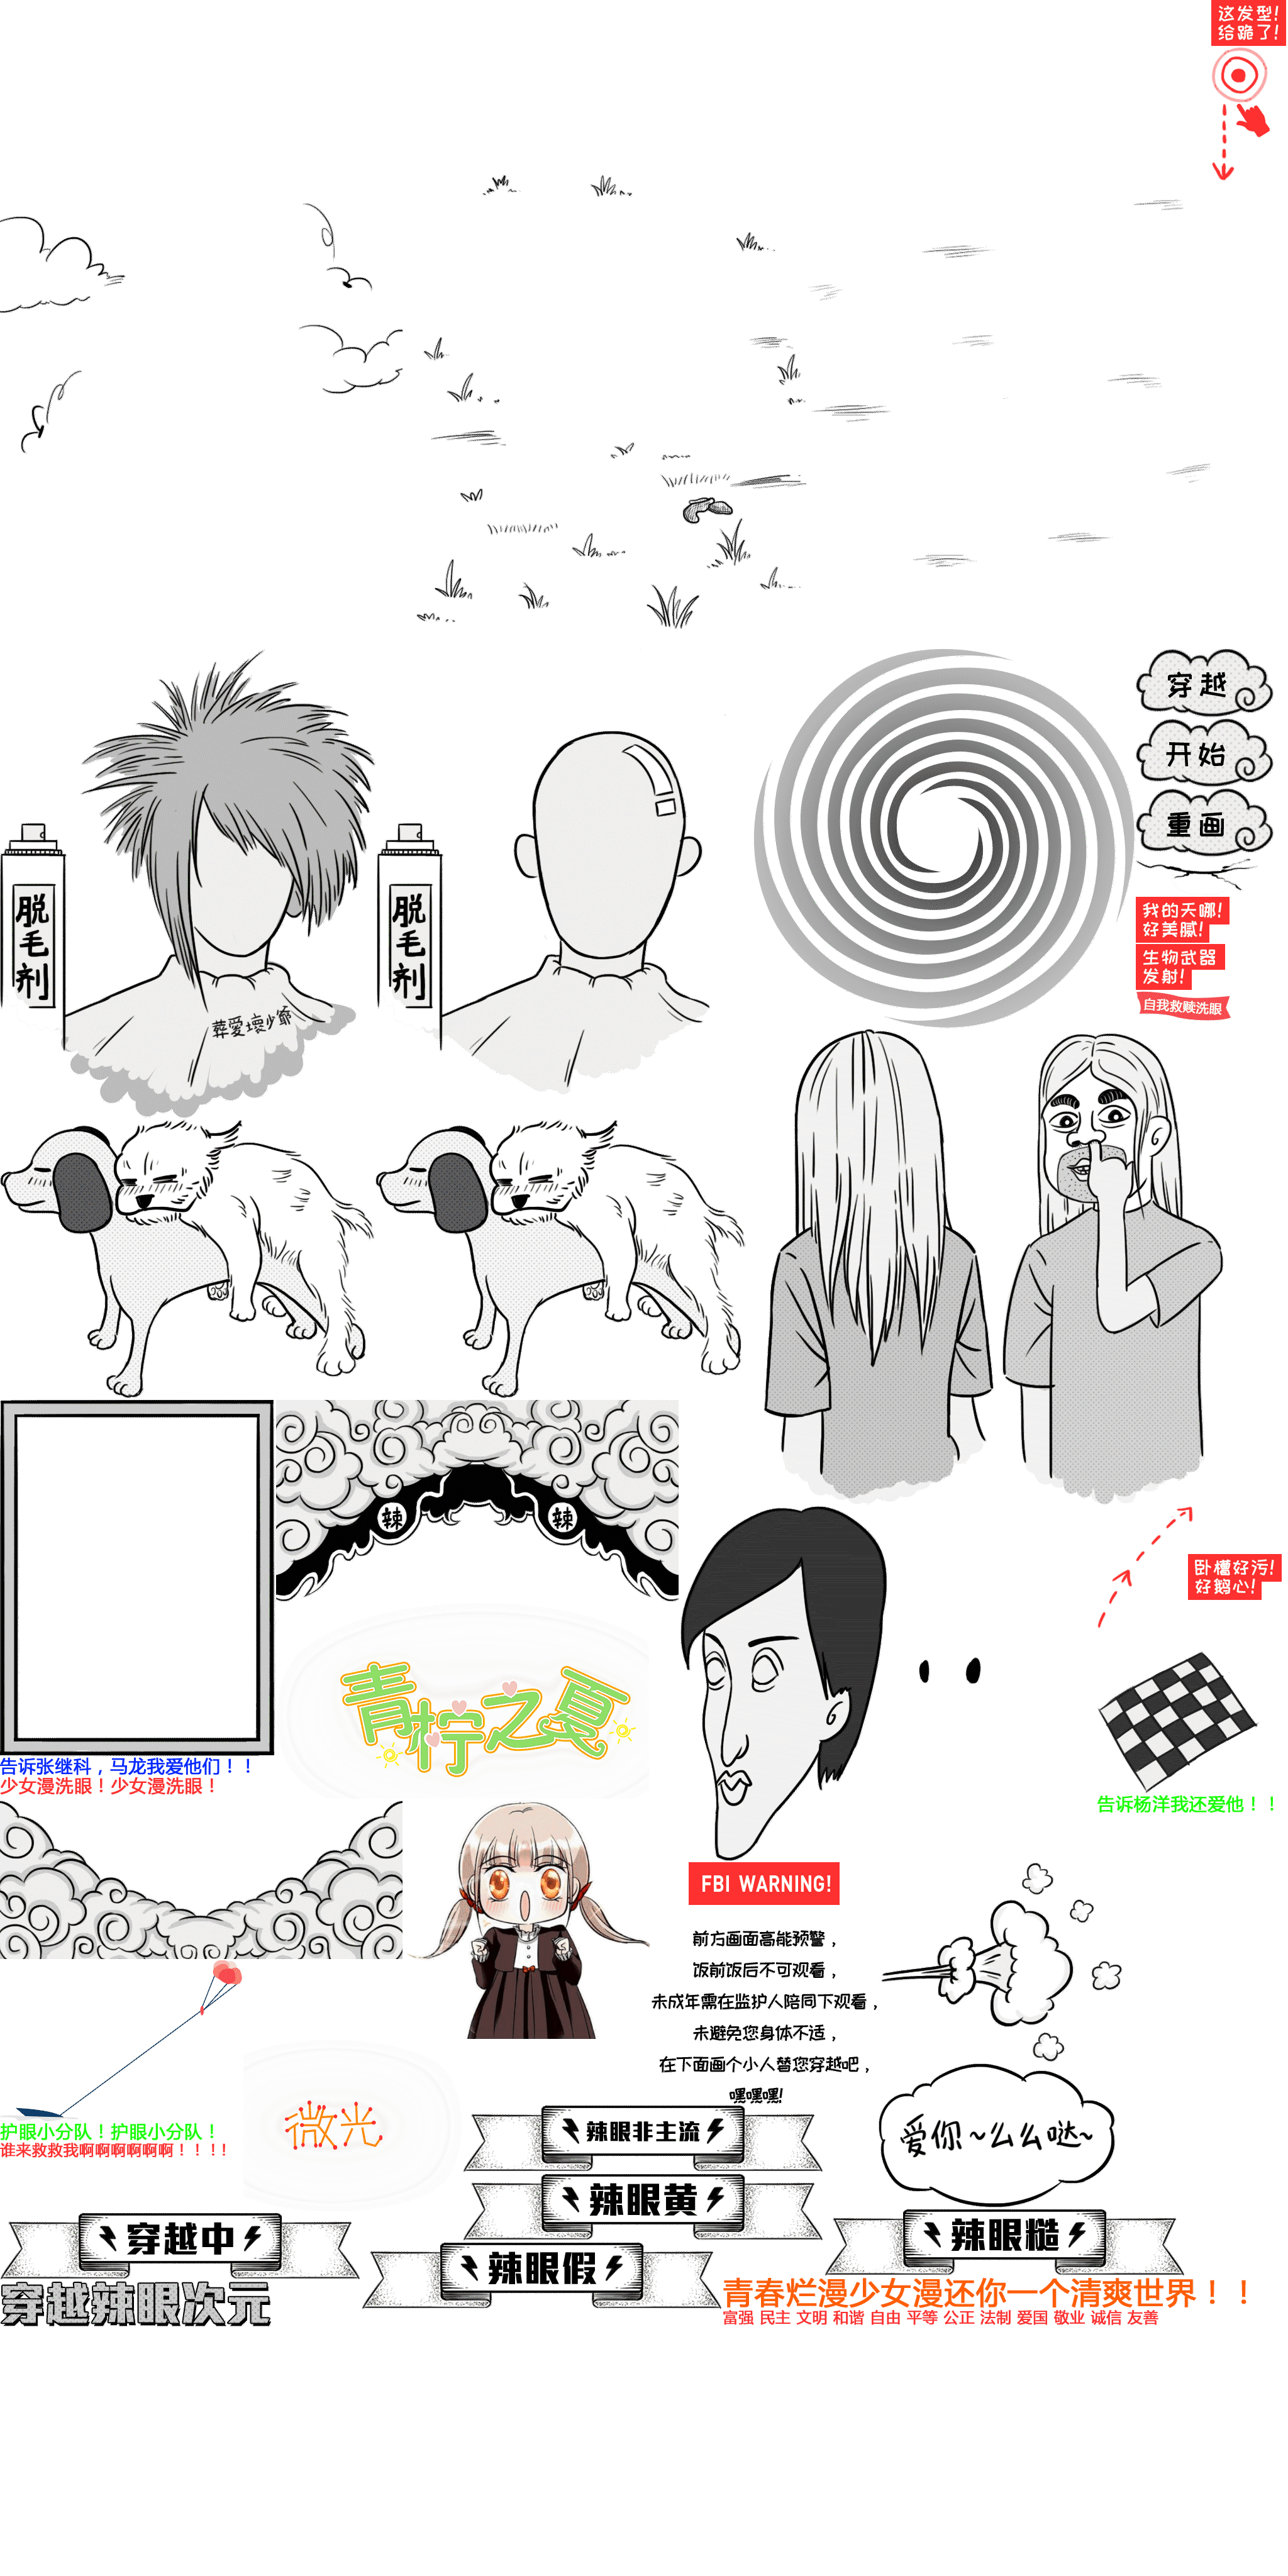 这发型!
给跪了!
穿越
开始
重画
脱毛剂
脱毛剂
我的天哪!
好美腻!
生物武器
发射!
自我救赎洗眼
葬爱壞少爺
辣
辣
卧槽好污!
好鹅心!
青柠之夏
告诉张继科，马龙我爱他们！！
少女漫洗眼！少女漫洗眼！
告诉杨洋我还爱他！！
FBI WARNING!
前方画面高能预警，
饭前饭后不可观看，
未成年需在监护人陪同下观看，
未避免您身体不适，
在下面画个小人替您穿越吧，
嘿嘿嘿!
微光
护眼小分队！护眼小分队！
谁来救救我啊啊啊啊啊啊！！！！
爱你~么么哒~
辣眼非主流
辣眼黄
穿越中
辣眼假
辣眼糙
穿越辣眼次元
青春烂漫少女漫还你一个清爽世界！！
富强 民主 文明 和谐 自由 平等 公正 法制 爱国 敬业 诚信 友善